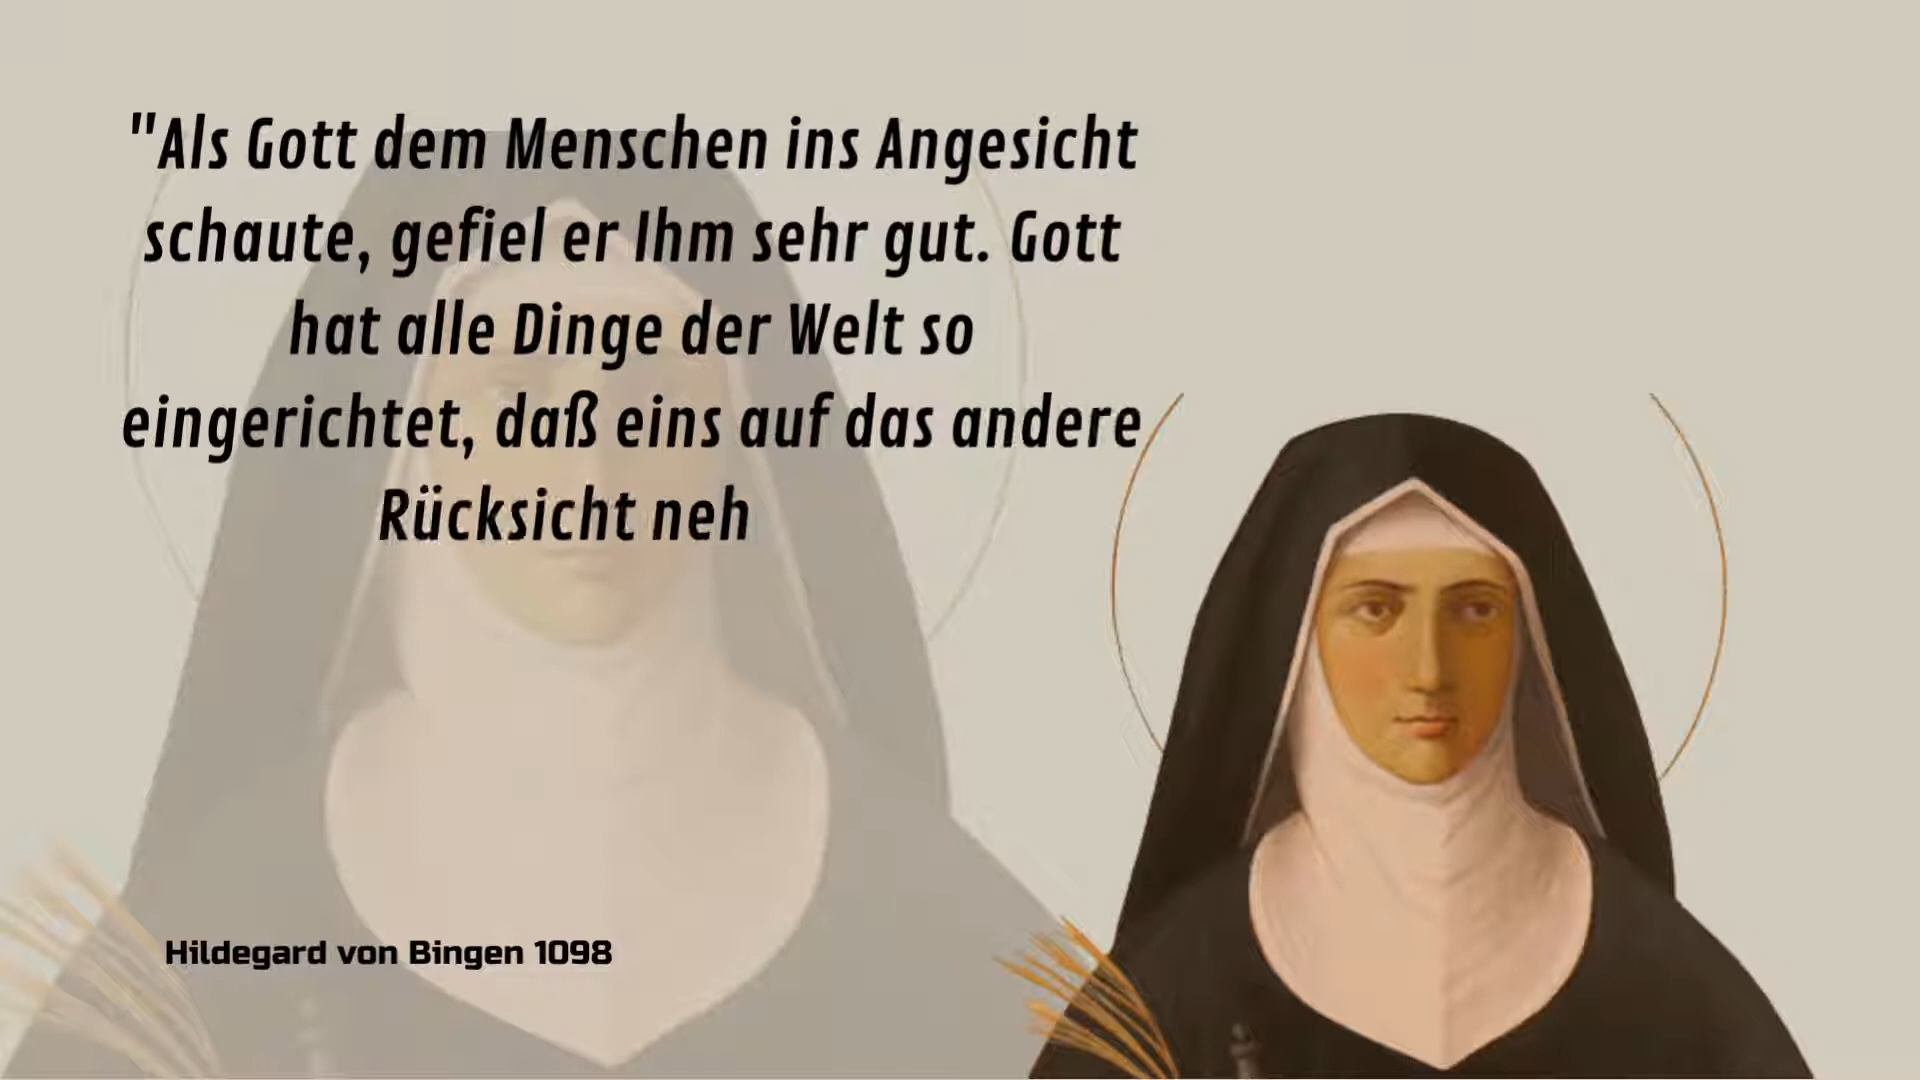 "Als Gott dem Menschen ins Angesicht
schaute, gefiel er Ihm sehr gut. Gott
hat alle Dinge der Welt so
eingerichtet, daß eins auf das andere
Rücksicht neh
Hildegard von Bingen 1098